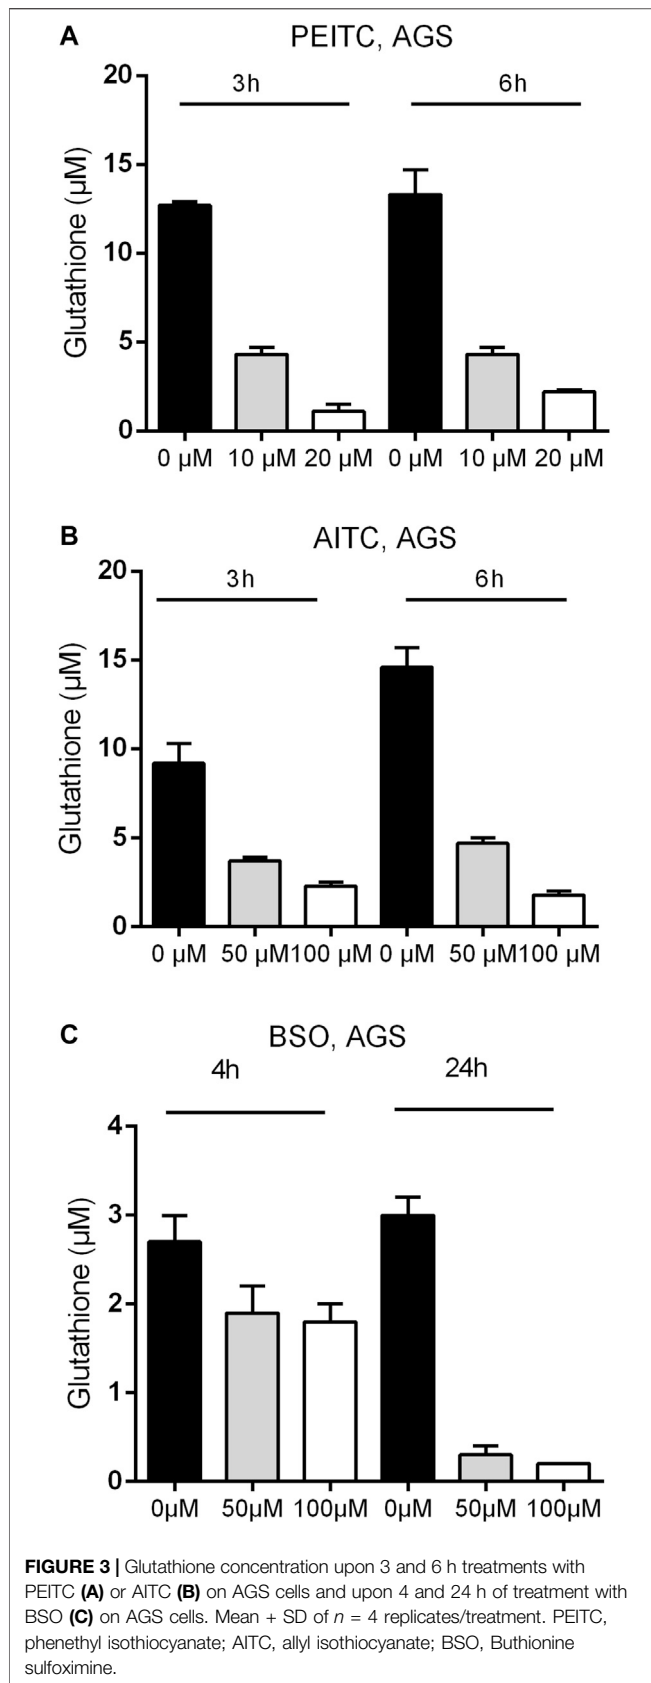 A
PEITC, AGS
3h 6h
20
15
10
5
0
Glutathione (µM)
0 µM 10 µM 20 µM 0 µM 10 µM 20 µM
B
AITC, AGS
3h 6h
20
15
10
5
0
Glutathione (µM)
0 µM 50 µM 100 µM 0 µM 50 µM 100 µM
C
BSO, AGS
4h 24h
4
3
2
1
0
Glutathione (µM)
0µM 50µM 100µM 0µM 50µM 100µM
FIGURE 3 | Glutathione concentration upon 3 and 6 h treatments with
PEITC (A) or AITC (B) on AGS cells and upon 4 and 24 h of treatment with
BSO (C) on AGS cells. Mean + SD of n = 4 replicates/treatment. PEITC,
phenethyl isothiocyanate; AITC, allyl isothiocyanate; BSO, Buthionine
sulfoximine.